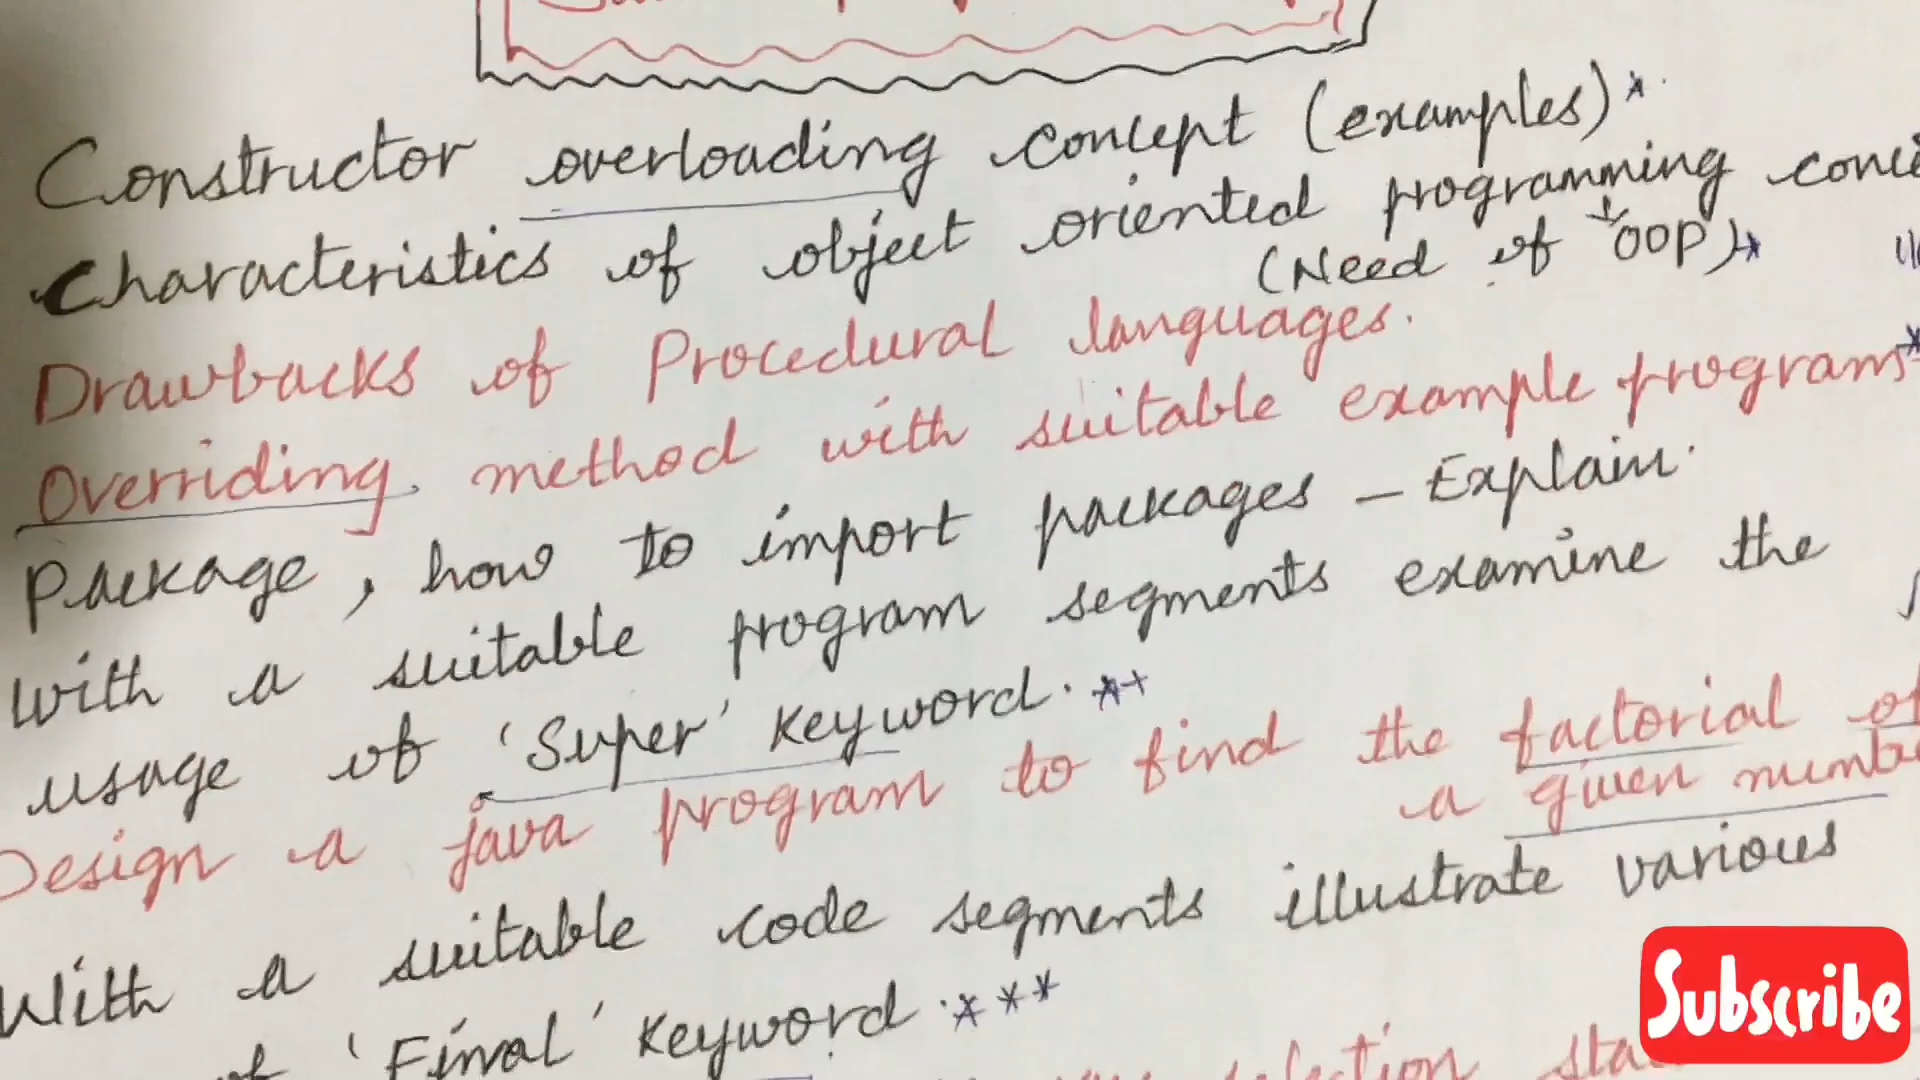 Constructor overloading concept (examples)*
Characteristics of object oriented programming
(Need of OOP)*
Drawbacks of Procedural languages.
Overriding method with suitable example programs*
Package, how to import packages - Explain.
With a suitable program segments examine the
usage of 'Super' keyword. **
Design a java program to find the factorial of
a given
With a suitable code segments illustrate various
of 'Final' keyword. ***
Subscribe